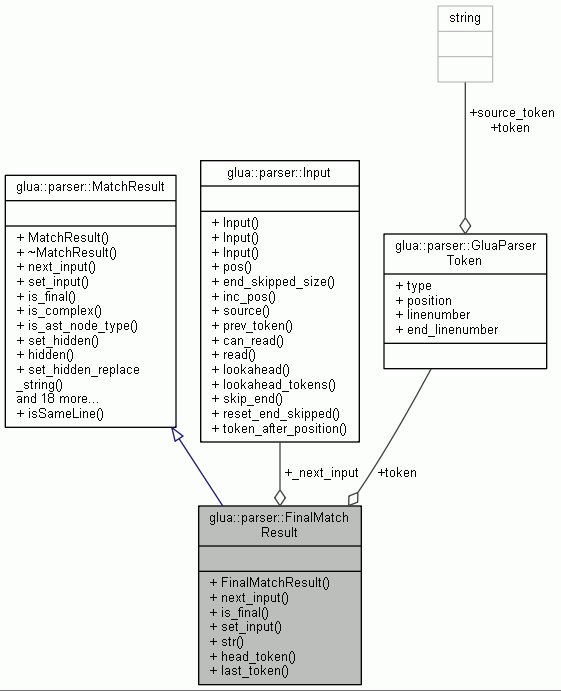 string
+source_token
+token
glua::parser::MatchResult
+ MatchResult()
+ ~MatchResult()
+ next_input()
+ set_input()
+ is_final()
+ is_complex()
+ is_ast_node_type()
+ set_hidden()
+ hidden()
+ set_hidden_replace
_string()
and 18 more...
+ isSameLine()
glua::parser::Input
+ Input()
+ Input()
+ Input()
+ pos()
+ end_skipped_size()
+ inc_pos()
+ source()
+ prev_token()
+ can_read()
+ read()
+ lookahead()
+ lookahead_tokens()
+ skip_end()
+ reset_end_skipped()
+ token_after_position()
glua::parser::GluaParser
Token
+ type
+ position
+ linenumber
+ end_linenumber
+_next_input
+token
glua::parser::FinalMatch
Result
+ FinalMatchResult()
+ next_input()
+ is_final()
+ set_input()
+ str()
+ head_token()
+ last_token()